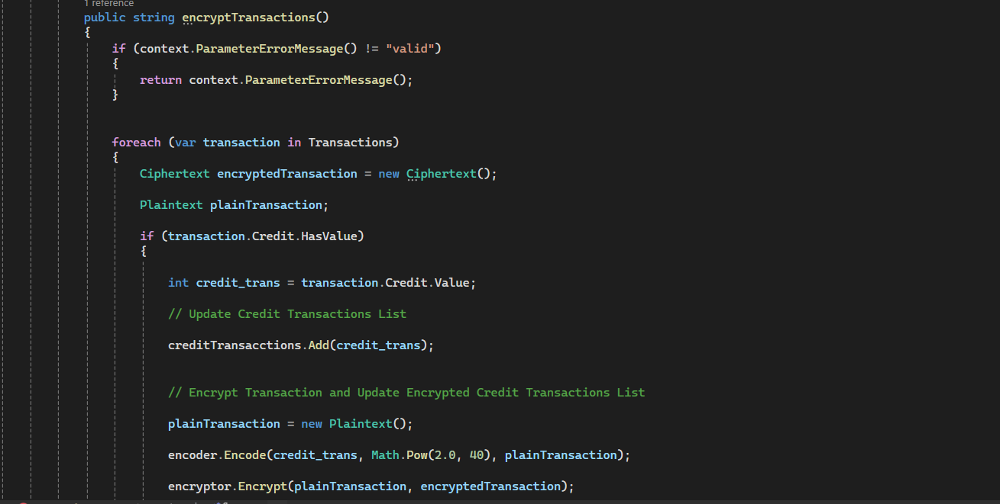 1 reference
public string encryptTransactions()
{
if (context.ParameterErrorMessage() != "valid")
{
return context.ParameterErrorMessage();
}
foreach (var transaction in Transactions)
{
Ciphertext encryptedTransaction = new Ciphertext();
Plaintext plainTransaction;
if (transaction.Credit.HasValue)
{
int credit_trans = transaction.Credit.Value;
// Update Credit Transactions List
creditTransacctions.Add(credit_trans);
// Encrypt Transaction and Update Encrypted Credit Transactions List
plainTransaction = new Plaintext();
encoder.Encode(credit_trans, Math.Pow(2.0, 40), plainTransaction);
encryptor.Encrypt(plainTransaction, encryptedTransaction);